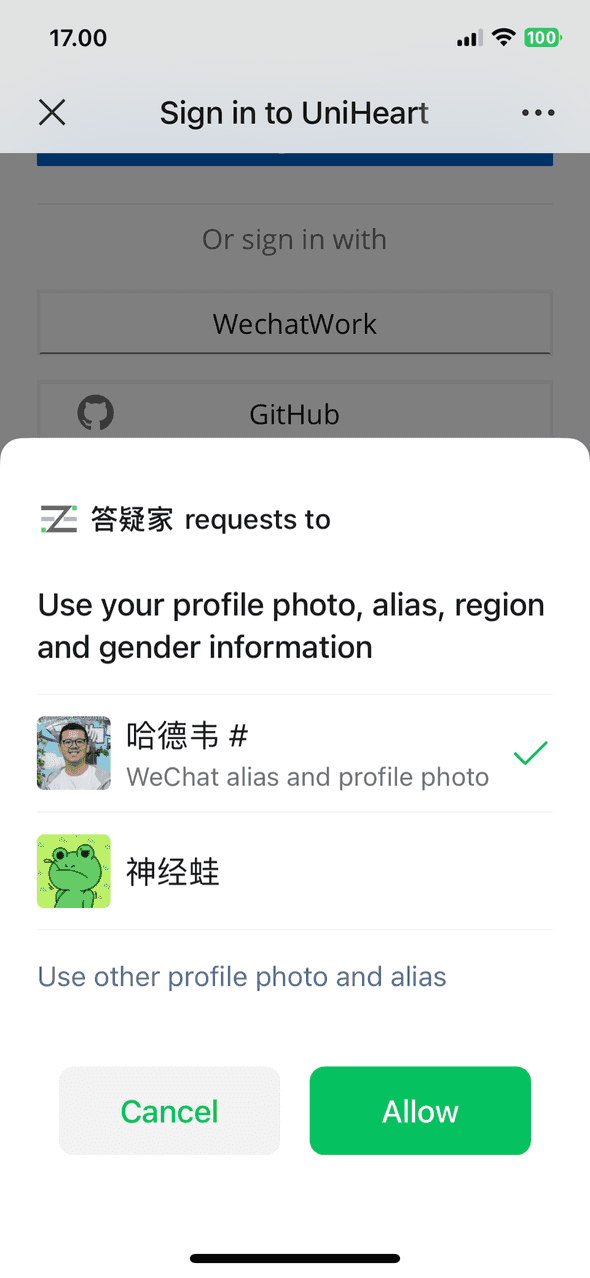 17.00
100
Sign in to UniHeart
Or sign in with
WechatWork
GitHub
答疑家 requests to
Use your profile photo, alias, region
and gender information
哈德韦 #
WeChat alias and profile photo
神经蛙
Use other profile photo and alias
Cancel
Allow